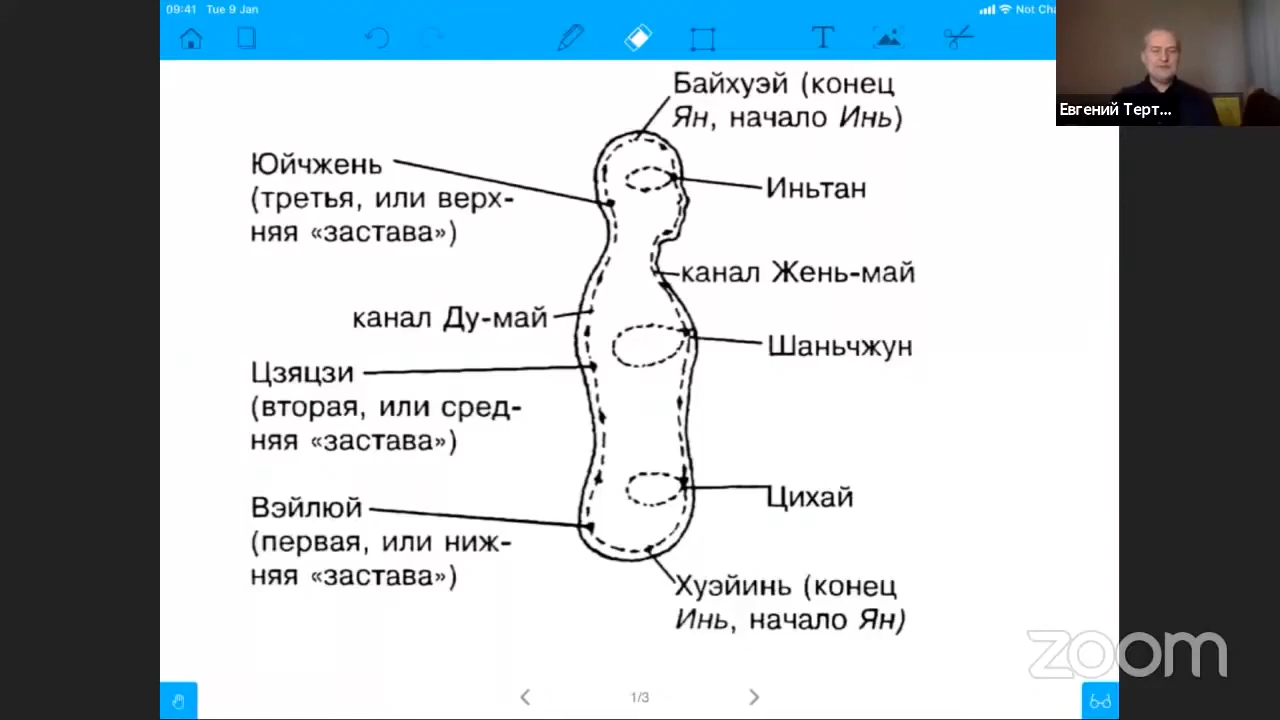 09:41 Tue 9 Jan
Not Cha
Евгений Терт...
T
Байхуэй (конец
Ян, начало Инь)
Юйчжень
(третья, или верх-
няя «застава»)
Иньтан
канал Жень-май
канал Ду-май
Шаньчжун
Цзяцзи
(вторая, или сред-
няя «застава»)
Вэйлюй
(первая, или ниж-
няя «застава»)
Цихай
Хуэйинь (конец
Инь, начало Ян)
zoom
1/3